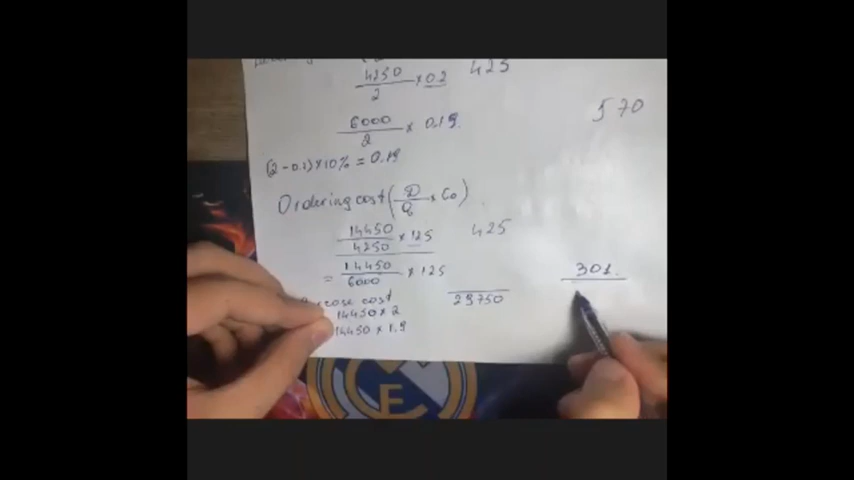 4250 × 0.2 425
2
6000 × 0.19 570
2
(2-0.1)×10% = 0.19
Ordering cost (D × Co)
Q
14450 × 125 425
4250
= 14450 × 125 301
6000
cost
29750
14450 × 2
14450 × 1.9